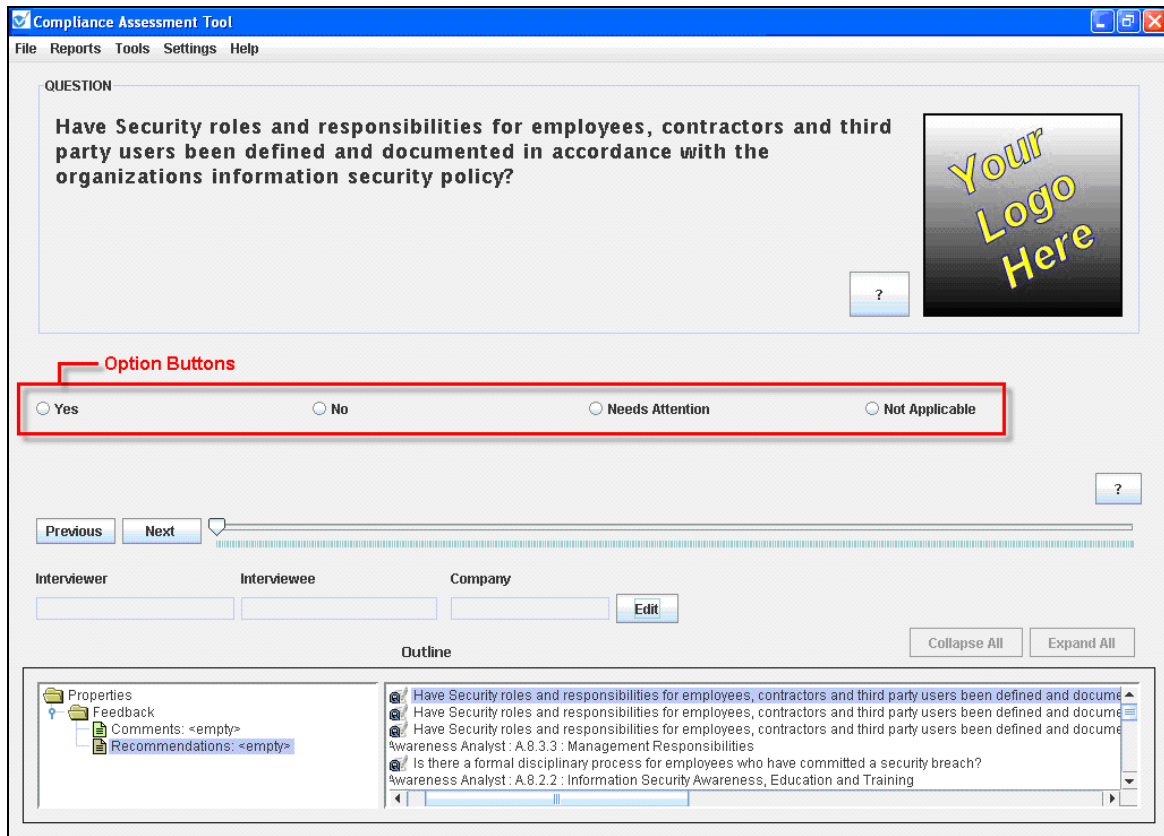 Compliance Assessment Tool
File Reports Tools Settings Help
QUESTION
Have Security roles and responsibilities for employees, contractors and third
party users been defined and documented in accordance with the
organizations information security policy?
Your
Logo
Here
?
Option Buttons
Yes No Needs Attention Not Applicable
?
Previous Next
Interviewer Interviewee Company
Edit
Collapse All Expand All
Outline
Properties
Feedback
Comments: <empty>
Recommendations: <empty>
Have Security roles and responsibilities for employees, contractors and third party users been defined and docume
Have Security roles and responsibilities for employees, contractors and third party users been defined and docume
Have Security roles and responsibilities for employees, contractors and third party users been defined and docume
Awareness Analyst : A.8.3.3 : Management Responsibilities
Is there a formal disciplinary process for employees who have committed a security breach?
Awareness Analyst : A.8.2.2 : Information Security Awareness, Education and Training